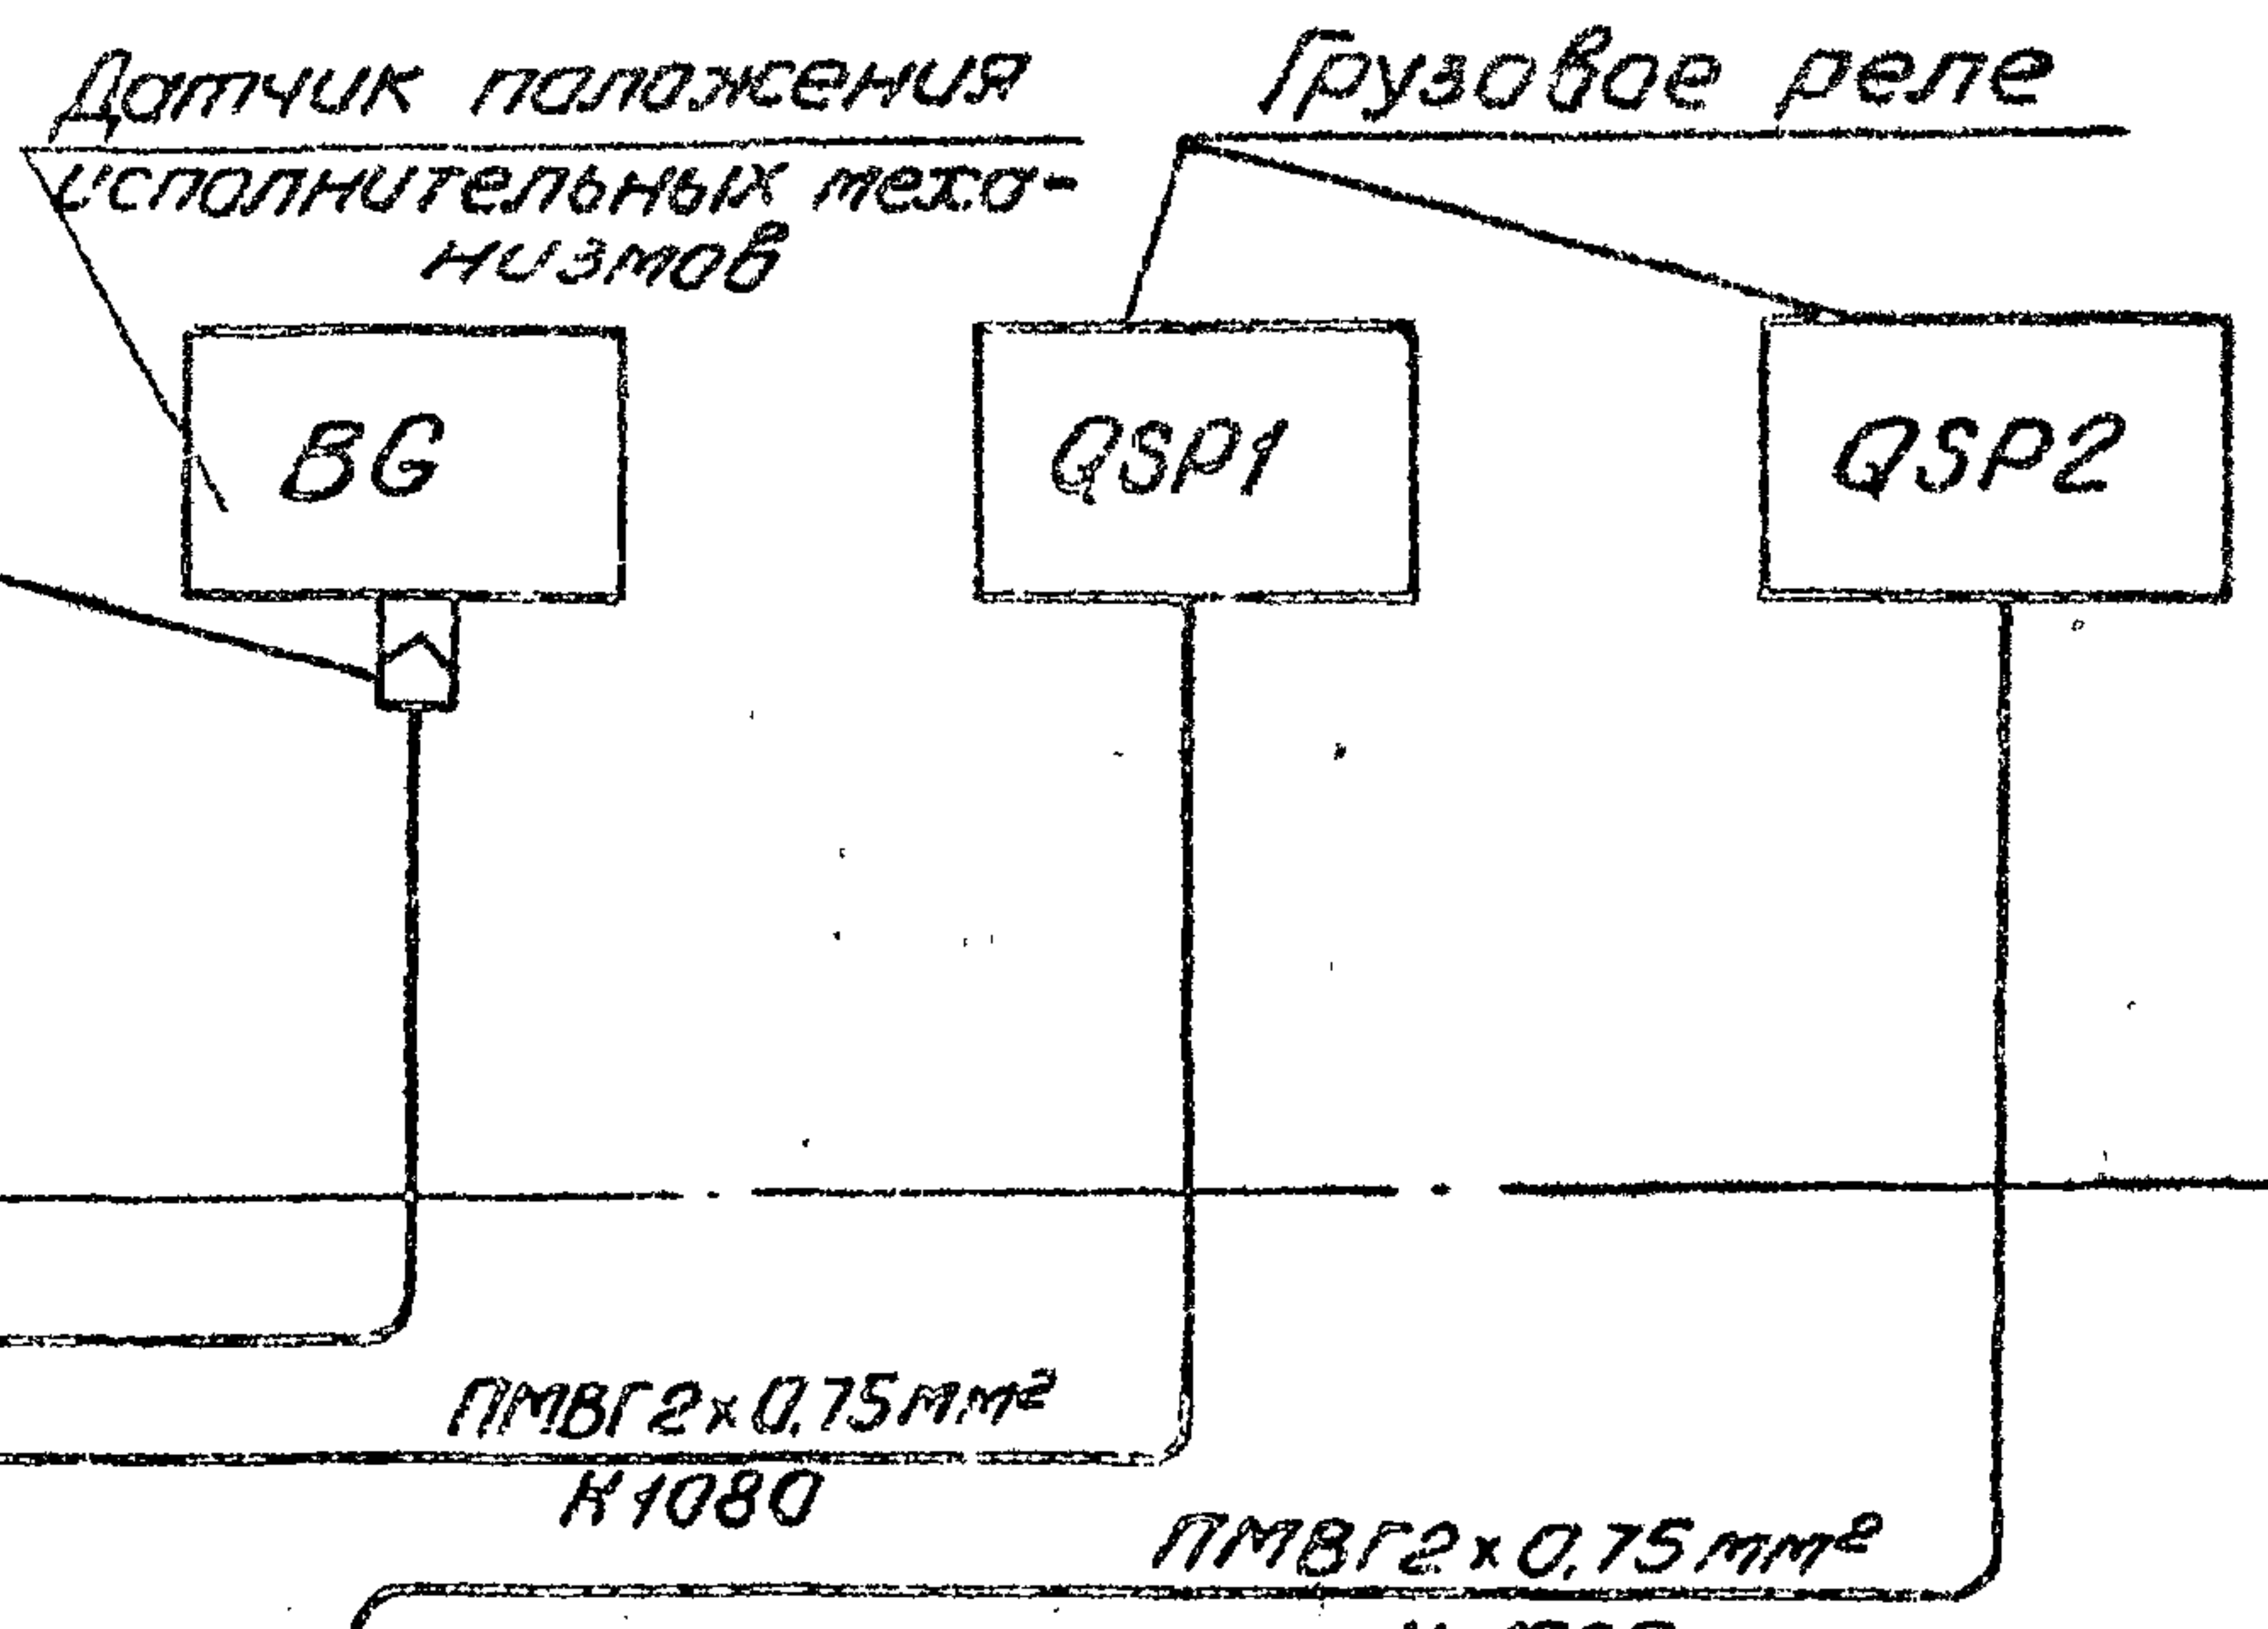 Датчик положения
исполнительных меха-
низмов
Грузовое реле
BG
QSP1
QSP2
ПМВГ2х0,75мм²
К1080
ПМВГ2х0,75мм²